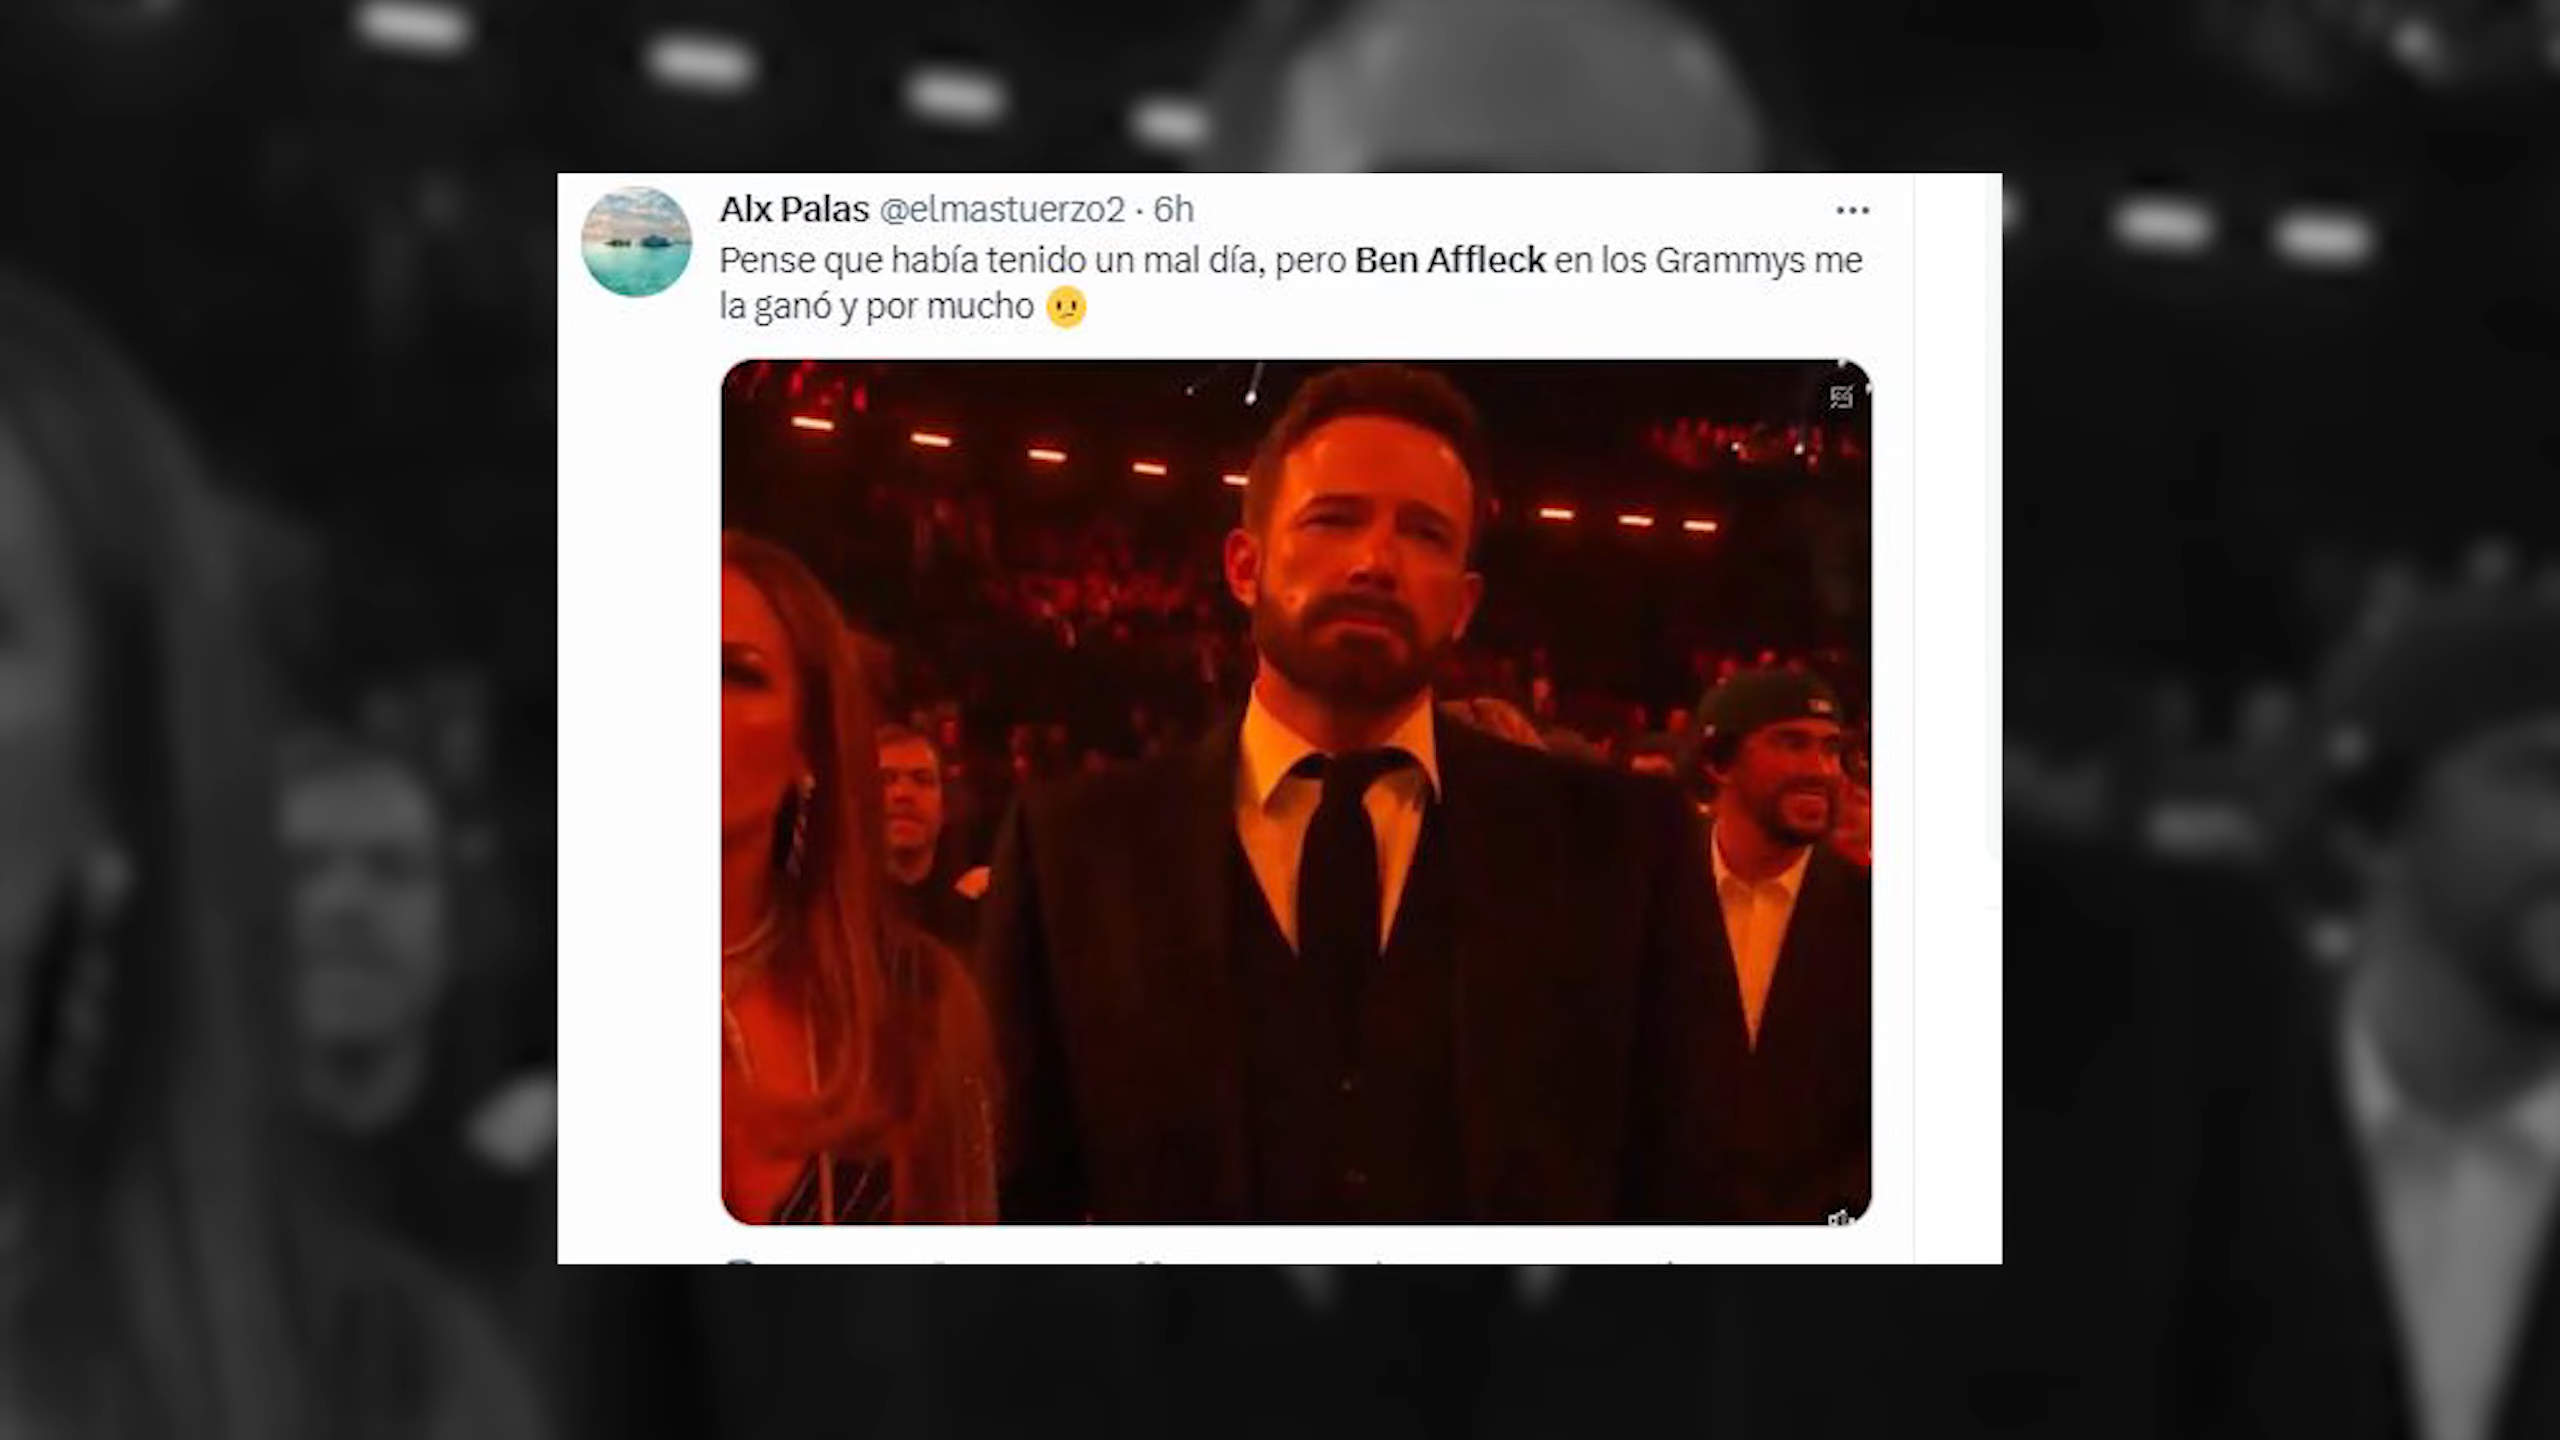 Alx Palas @elmastuerzo2 · 6h
Pense que había tenido un mal día, pero Ben Affleck en los Grammys me
la ganó y por mucho 🫤